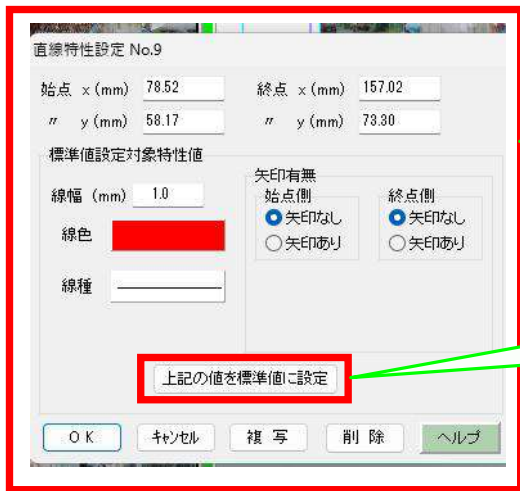 直線特性設定 No.9
始点 x (mm) 78.52 終点 x (mm) 157.02
〃 y (mm) 58.17 〃 y (mm) 73.30
標準値設定対象特性値
矢印有無
線幅 (mm) 1.0 始点側 終点側
矢印なし 矢印なし
線色 矢印あり 矢印あり
線種
上記の値を標準値に設定
OK キャンセル 複写 削除 ヘルプ